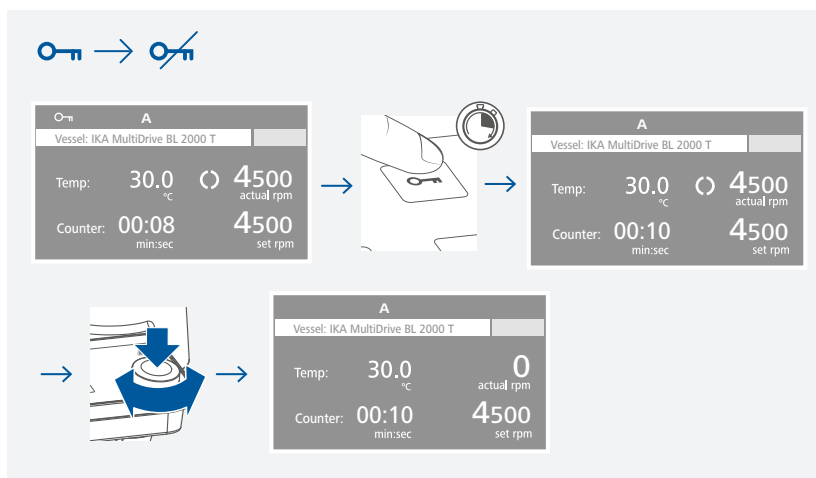 A
Vessel: IKA MultiDrive BL 2000 T
Temp: 30.0 °C 4500 actual rpm
Counter: 00:08 min:sec 4500 set rpm
A
Vessel: IKA MultiDrive BL 2000 T
Temp: 30.0 °C 4500 actual rpm
Counter: 00:10 min:sec 4500 set rpm
A
Vessel: IKA MultiDrive BL 2000 T
Temp: 30.0 °C 0 actual rpm
Counter: 00:10 min:sec 4500 set rpm